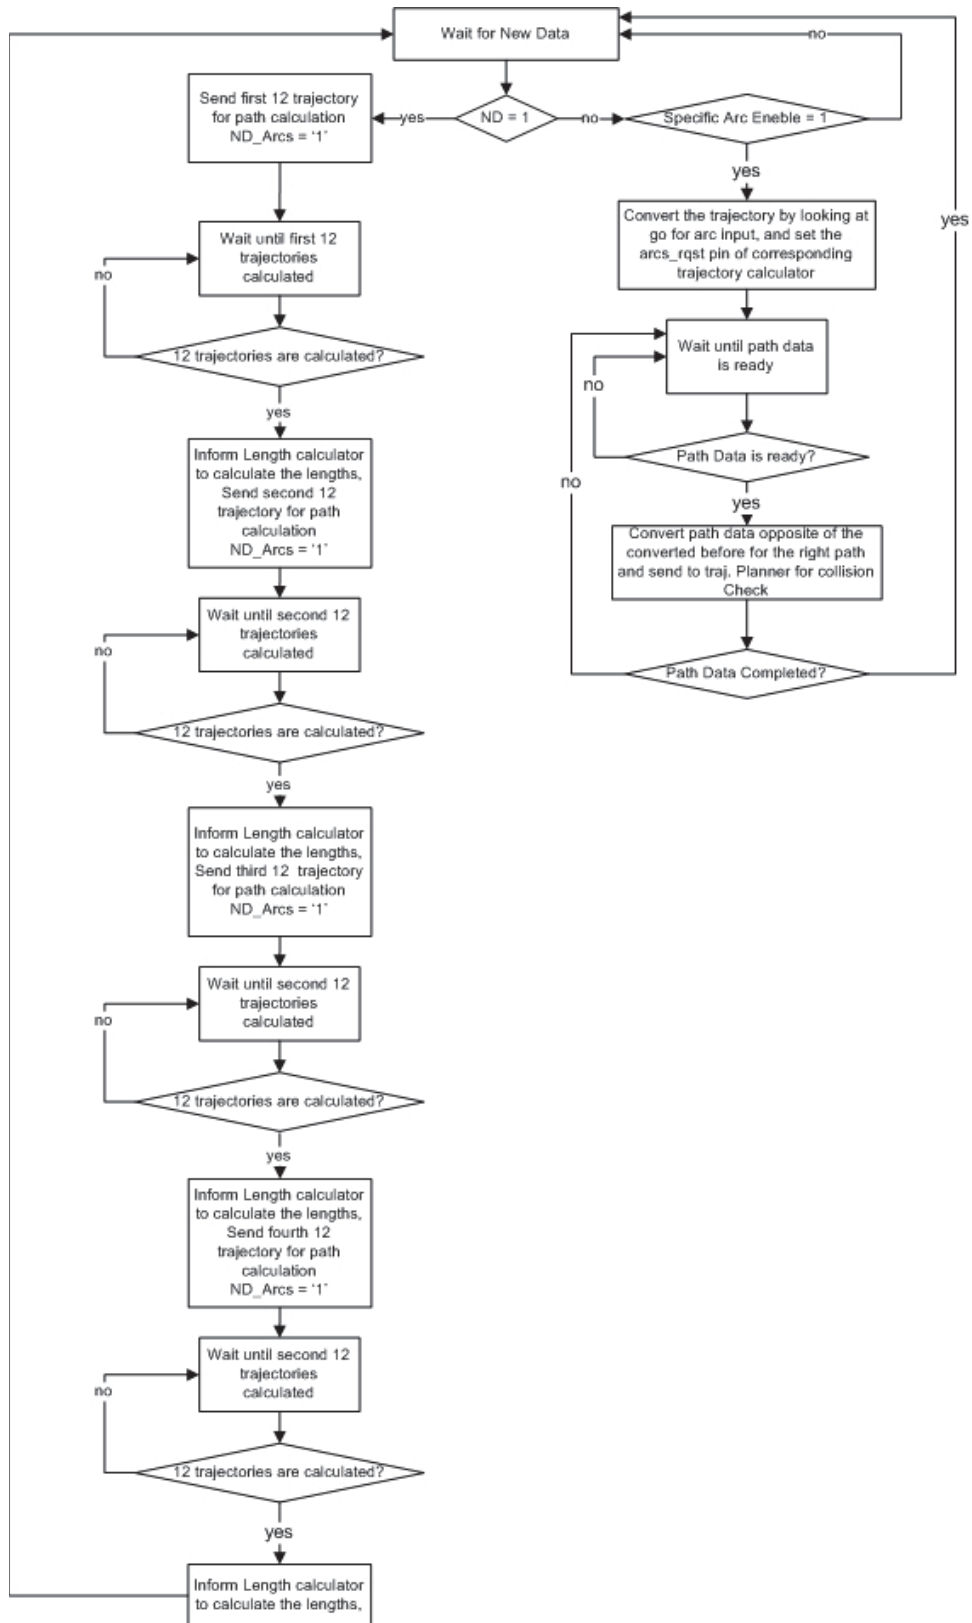 Wait for New Data
no
Send first 12 trajectory
for path calculation
ND_Arcs = ‘1’
yes
ND = 1
no
Specific Arc Eneble = 1
yes
yes
Convert the trajectory by looking at
go for arc input, and set the
arcs_rqst pin of corresponding
trajectory calculator
Wait until first 12
trajectories
calculated
no
12 trajectories are calculated?
yes
Wait until path data
is ready
no
Path Data is ready?
no
yes
Convert path data opposite of the
converted before for the right path
and send to traj. Planner for collision
Check
Path Data Completed?
Inform Length calculator
to calculate the lengths,
Send second 12
trajectory for path
calculation
ND_Arcs = ‘1’
Wait until second 12
trajectories
calculated
no
12 trajectories are calculated?
yes
Inform Length calculator
to calculate the lengths,
Send third 12 trajectory
for path calculation
ND_Arcs = ‘1’
Wait until second 12
trajectories
calculated
no
12 trajectories are calculated?
yes
Inform Length calculator
to calculate the lengths,
Send fourth 12
trajectory for path
calculation
ND_Arcs = ‘1’
Wait until second 12
trajectories
calculated
no
12 trajectories are calculated?
yes
Inform Length calculator
to calculate the lengths,